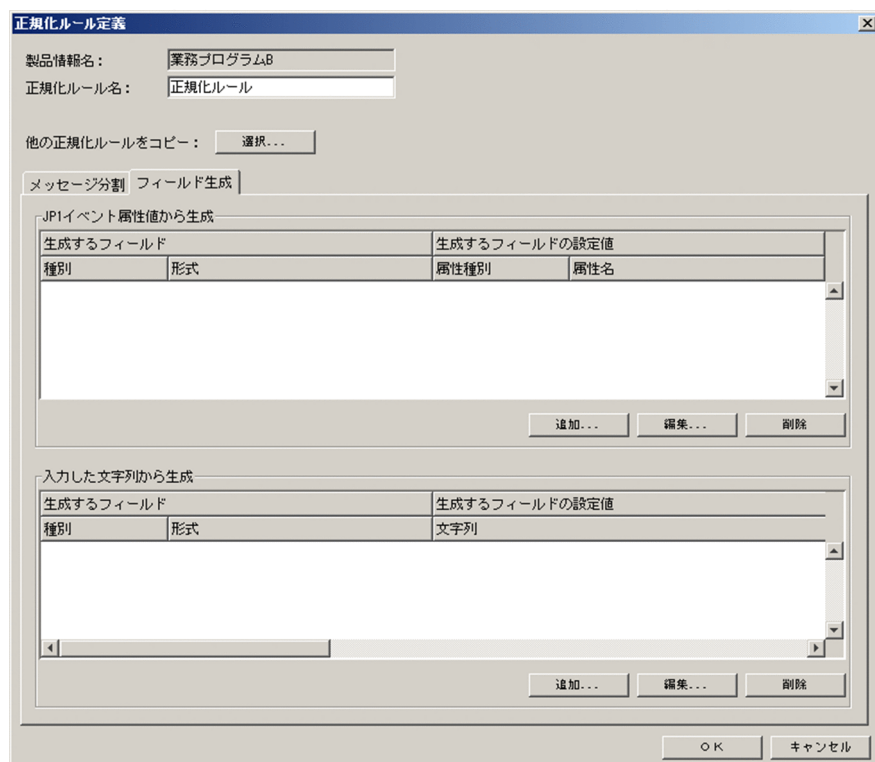 正規化ルール定義
製品情報名: 業務プログラムB
正規化ルール名: 正規化ルール
他の正規化ルールをコピー: 選択...
メッセージ分割 フィールド生成
JP1イベント属性値から生成
生成するフィールド 生成するフィールドの設定値
種別 形式 属性種別 属性名
追加... 編集... 削除
入力した文字列から生成
生成するフィールド 生成するフィールドの設定値
種別 形式 文字列
追加... 編集... 削除
OK キャンセル